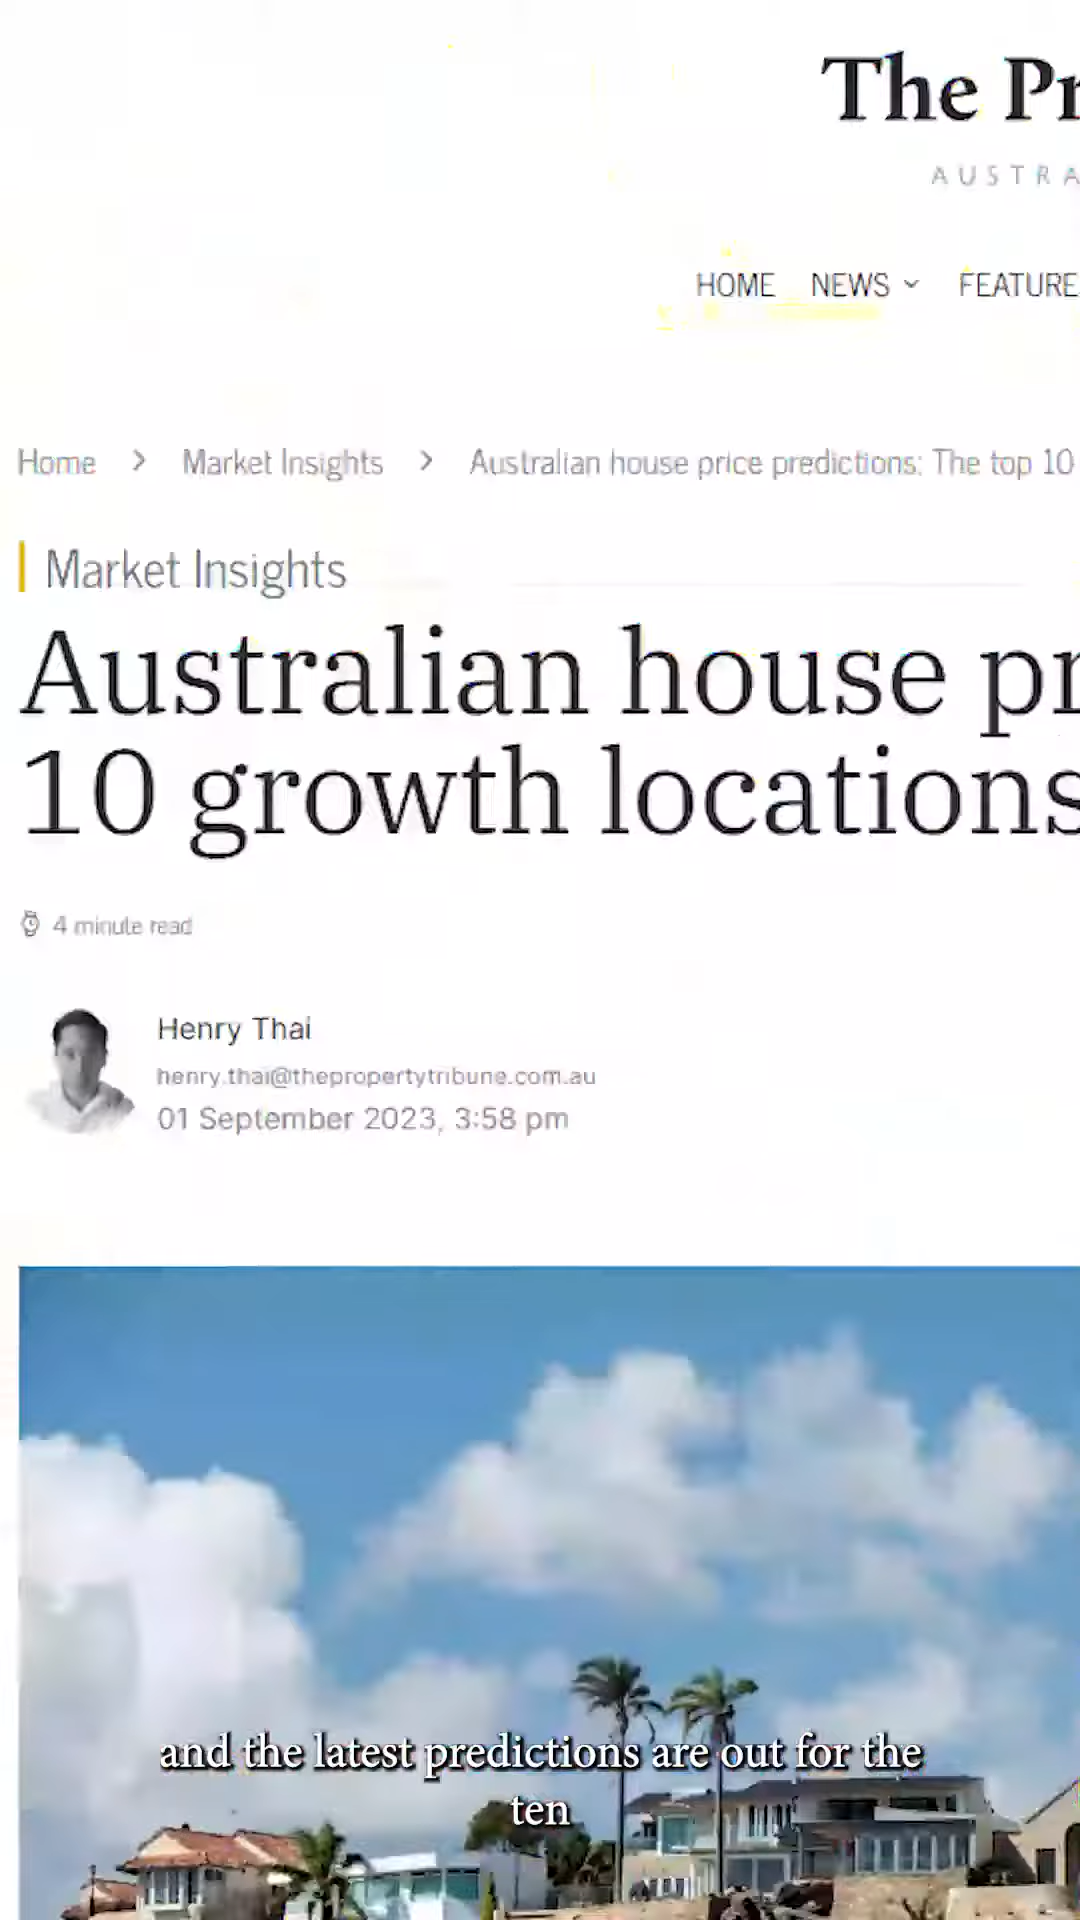 The Pr
AUSTRA
HOME NEWS FEATURE
Home > Market Insights > Australian house price predictions: The top 10
Market Insights
Australian house pr
10 growth locations
4 minute read
Henry Thai
henry.thai@thepropertytribune.com.au
01 September 2023, 3:58 pm
and the latest predictions are out for the
ten